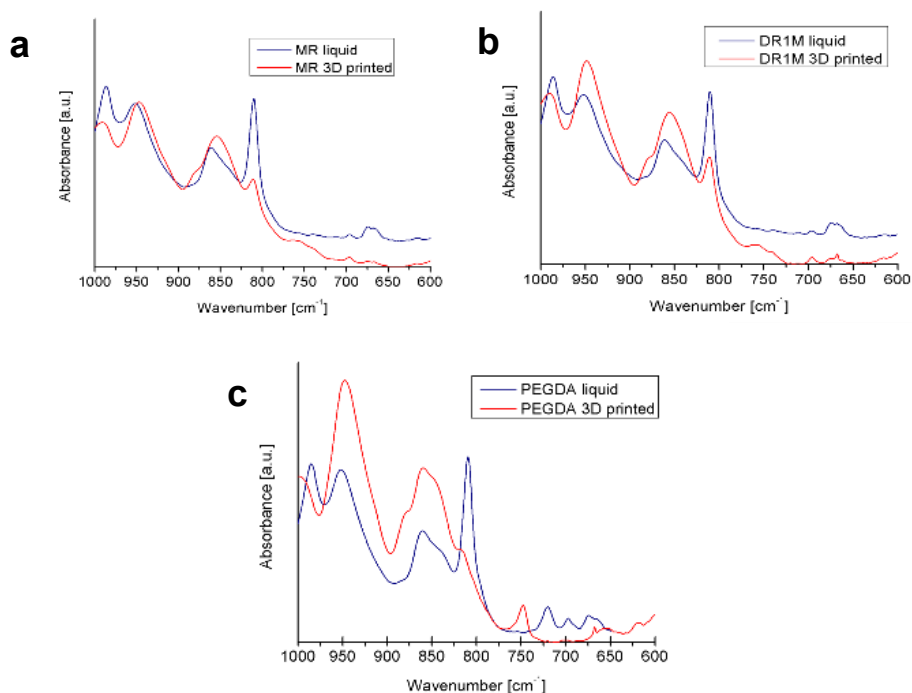 a
MR liquid
MR 3D printed
Absorbance [a.u.]
1000 950 900 850 800 750 700 650 600
Wavenumber [cm⁻¹]
b
DR1M liquid
DR1M 3D printed
Absorbance [a.u.]
1000 950 900 850 800 750 700 650 600
Wavenumber [cm⁻¹]
c
PEGDA liquid
PEGDA 3D printed
Absorbance [a.u.]
1000 950 900 850 800 750 700 650 600
Wavenumber [cm⁻¹]